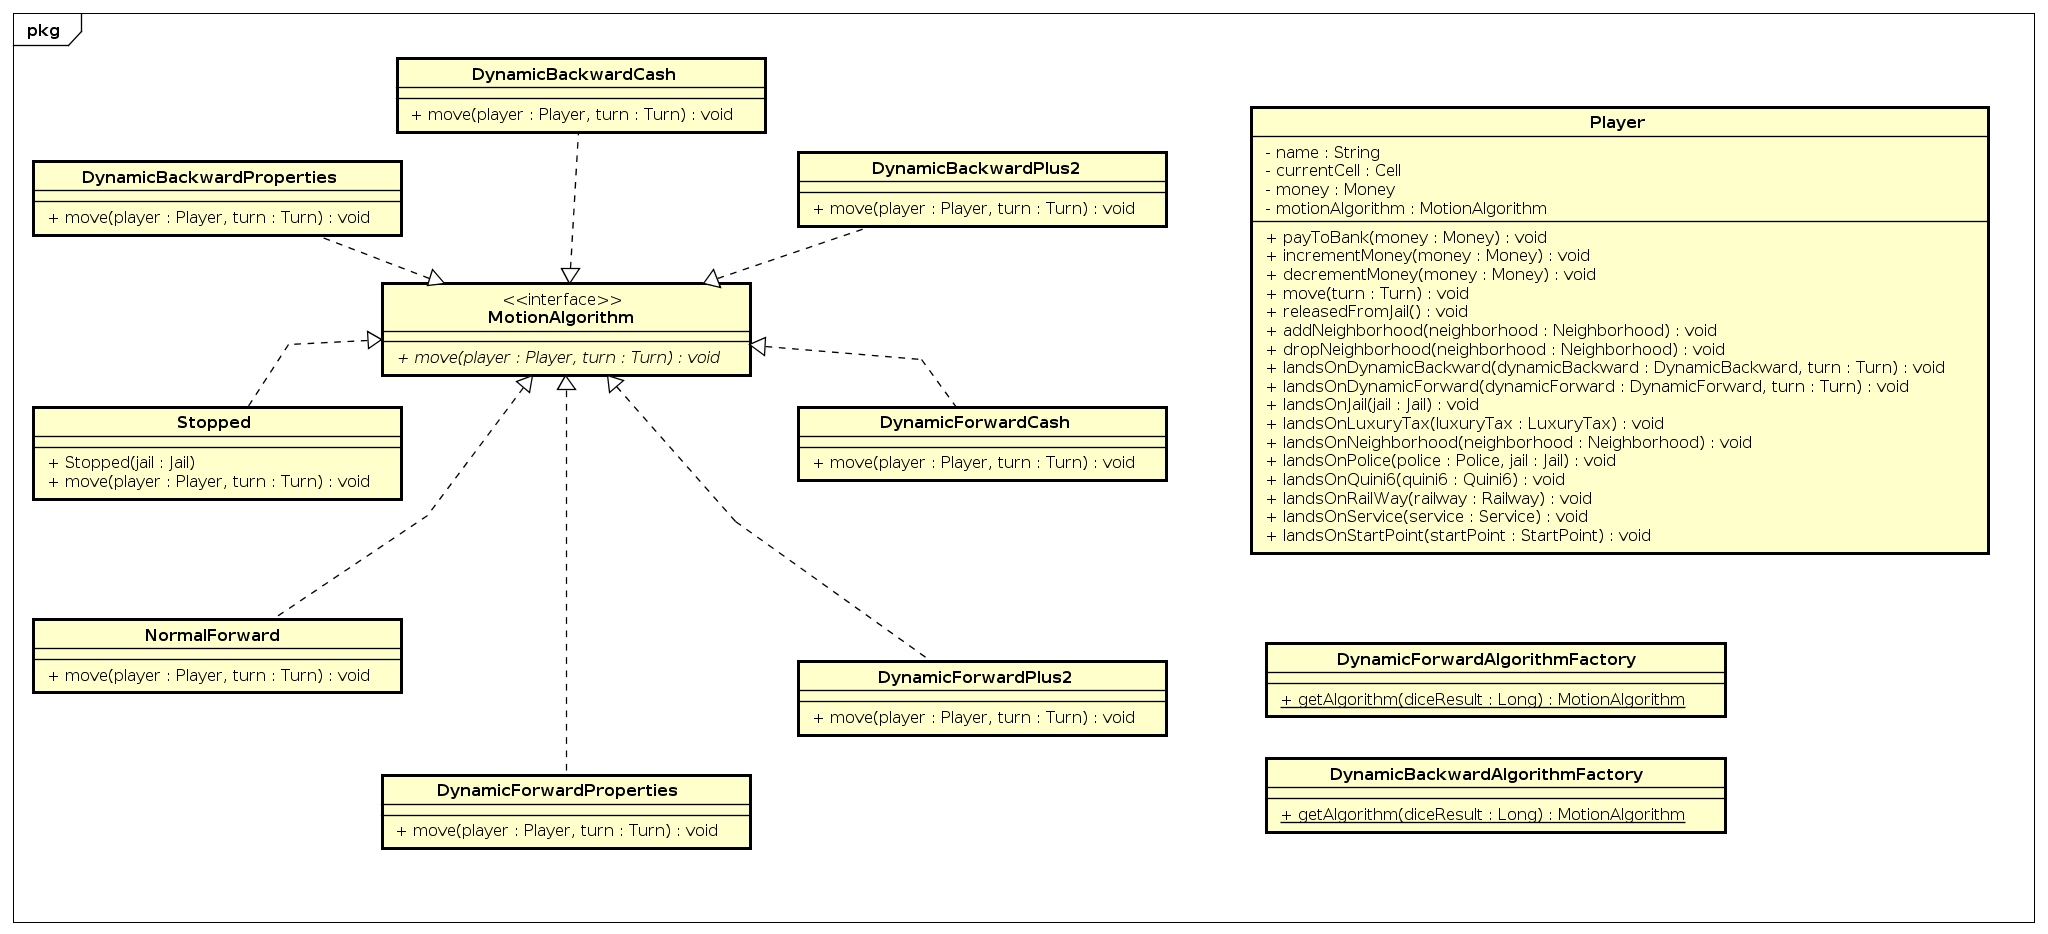 pkg
DynamicBackwardCash
+ move(player : Player, turn : Turn) : void
DynamicBackwardProperties
+ move(player : Player, turn : Turn) : void
DynamicBackwardPlus2
+ move(player : Player, turn : Turn) : void
<<interface>>
MotionAlgorithm
+ move(player : Player, turn : Turn) : void
Stopped
+ Stopped(jail : Jail)
+ move(player : Player, turn : Turn) : void
DynamicForwardCash
+ move(player : Player, turn : Turn) : void
NormalForward
+ move(player : Player, turn : Turn) : void
DynamicForwardPlus2
+ move(player : Player, turn : Turn) : void
DynamicForwardProperties
+ move(player : Player, turn : Turn) : void
Player
- name : String
- currentCell : Cell
- money : Money
- motionAlgorithm : MotionAlgorithm
+ payToBank(money : Money) : void
+ incrementMoney(money : Money) : void
+ decrementMoney(money : Money) : void
+ move(turn : Turn) : void
+ releasedFromJail() : void
+ addNeighborhood(neighborhood : Neighborhood) : void
+ dropNeighborhood(neighborhood : Neighborhood) : void
+ landsOnDynamicBackward(dynamicBackward : DynamicBackward, turn : Turn) : void
+ landsOnDynamicForward(dynamicForward : DynamicForward, turn : Turn) : void
+ landsOnJail(jail : Jail) : void
+ landsOnLuxuryTax(luxuryTax : LuxuryTax) : void
+ landsOnNeighborhood(neighborhood : Neighborhood) : void
+ landsOnPolice(police : Police, jail : Jail) : void
+ landsOnQuini6(quini6 : Quini6) : void
+ landsOnRailWay(railway : Railway) : void
+ landsOnService(service : Service) : void
+ landsOnStartPoint(startPoint : StartPoint) : void
DynamicForwardAlgorithmFactory
+ getAlgorithm(diceResult : Long) : MotionAlgorithm
DynamicBackwardAlgorithmFactory
+ getAlgorithm(diceResult : Long) : MotionAlgorithm